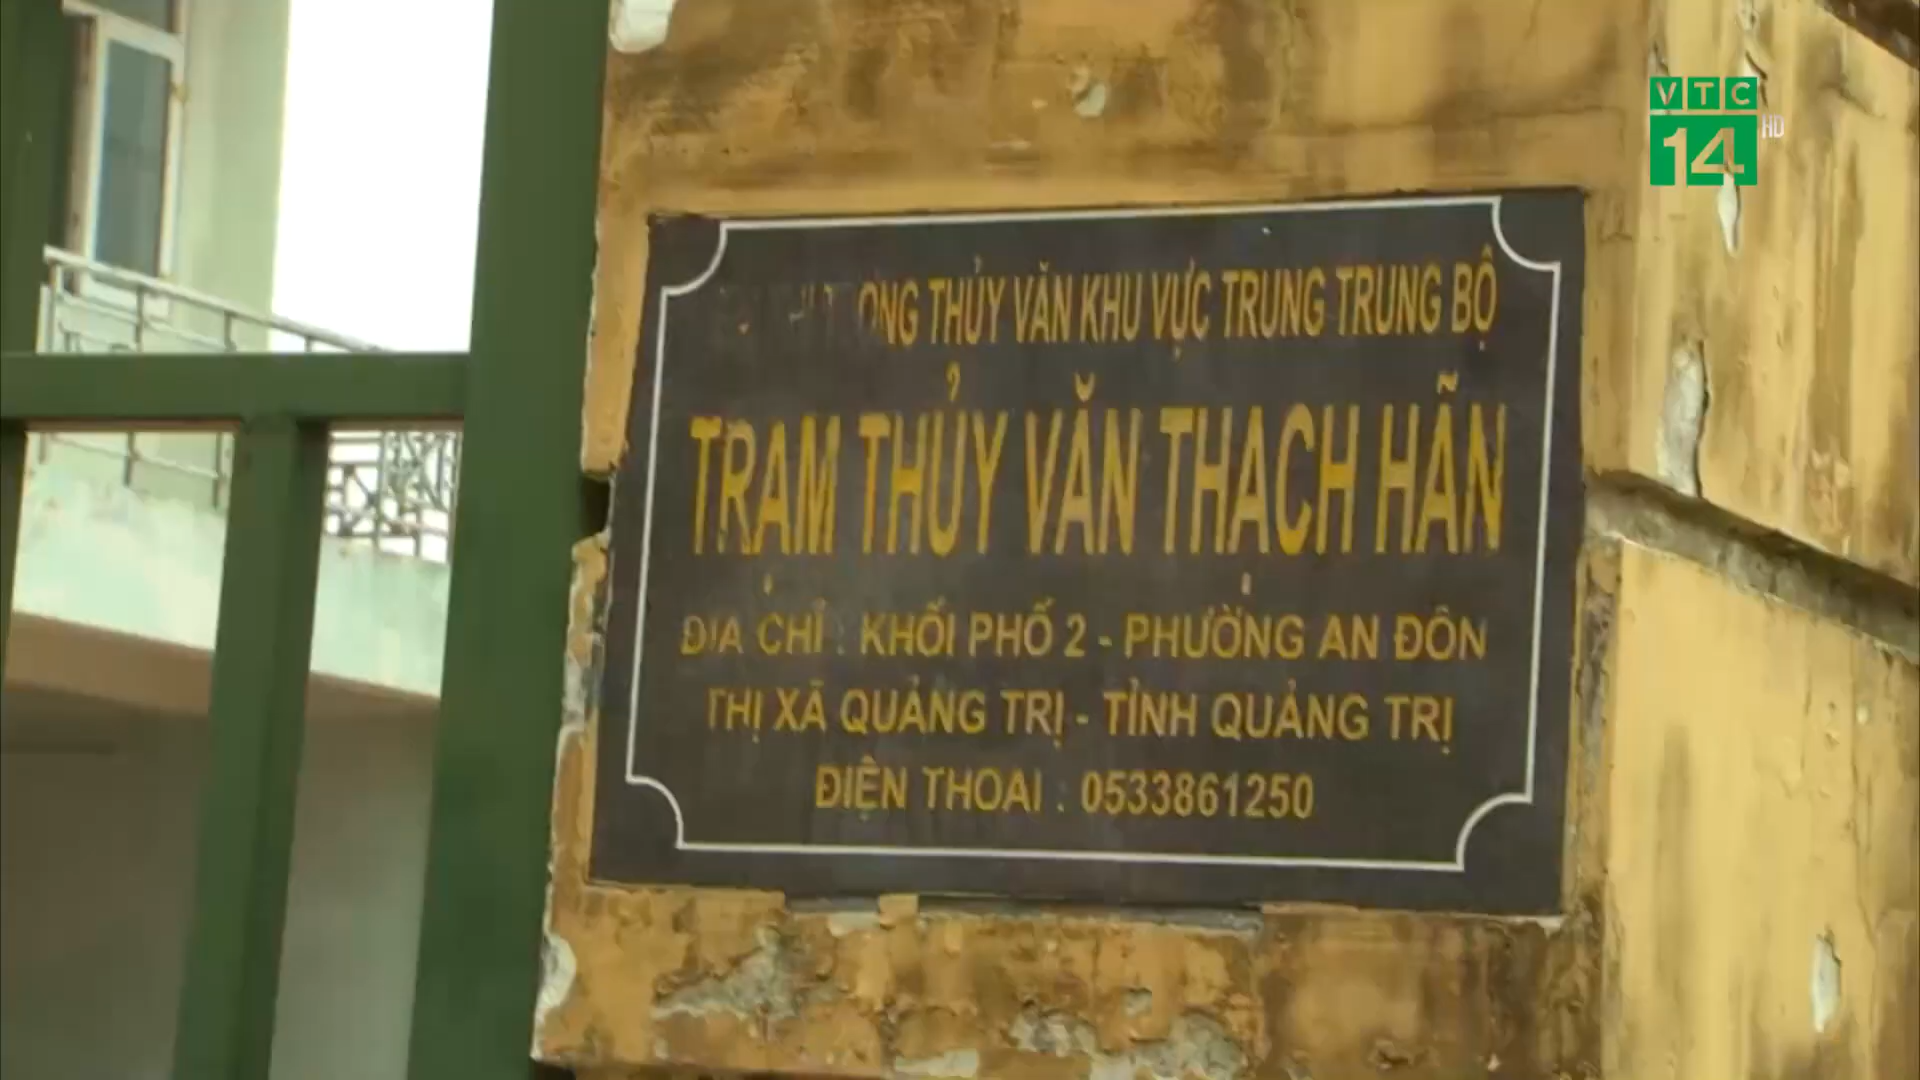 VTC
14 HD
THỦY VĂN KHU VỰC TRUNG TRUNG BỘ
TRẠM THỦY VĂN THẠCH HÃN
ĐỊA CHỈ : KHỐI PHỐ 2 - PHƯỜNG AN ĐÔN
THỊ XÃ QUẢNG TRỊ - TỈNH QUẢNG TRỊ
ĐIỆN THOẠI : 0533861250